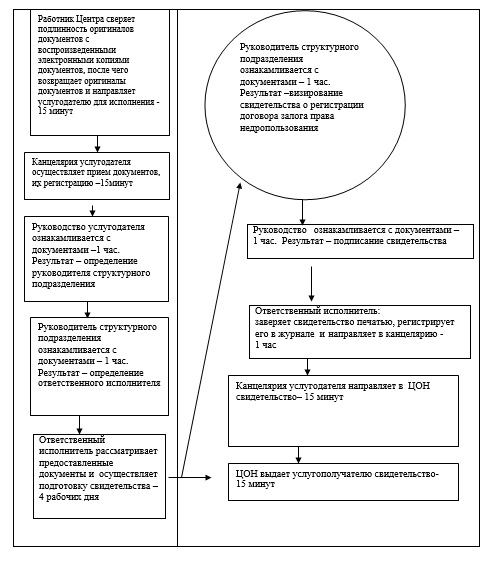 Работник Центра сверяет
подлинность оригиналов
документов с
воспроизведенными
электронными копиями
документов, после чего
возвращает оригиналы
документов и направляет
услугодателю для исполнения -
15 минут
Канцелярия услугодателя
осуществляет прием документов,
их регистрацию –15минут
Руководство услугодателя
ознакамливается с
документами –1 час.
Результат – определение
руководителя структурного
подразделения
Руководитель структурного
подразделения
ознакамливается с
документами – 1 час.
Результат – определение
ответственного исполнителя
Ответственный
исполнитель рассматривает
предоставленные
документы и осуществляет
подготовку свидетельства –
4 рабочих дня
Руководитель структурного
подразделения
ознакамливается с
документами – 1 час.
Результат –визирование
свидетельства о регистрации
договора залога права
недропользования
Руководство ознакамливается с документами –
1 час. Результат – подписание свидетельства
Ответственный исполнитель:
заверяет свидетельство печатью, регистрирует
его в журнале и направляет в канцелярию -
1 час
Канцелярия услугодателя направляет в ЦОН
свидетельство– 15 минут
ЦОН выдает услугополучателю свидетельство-
15 минут